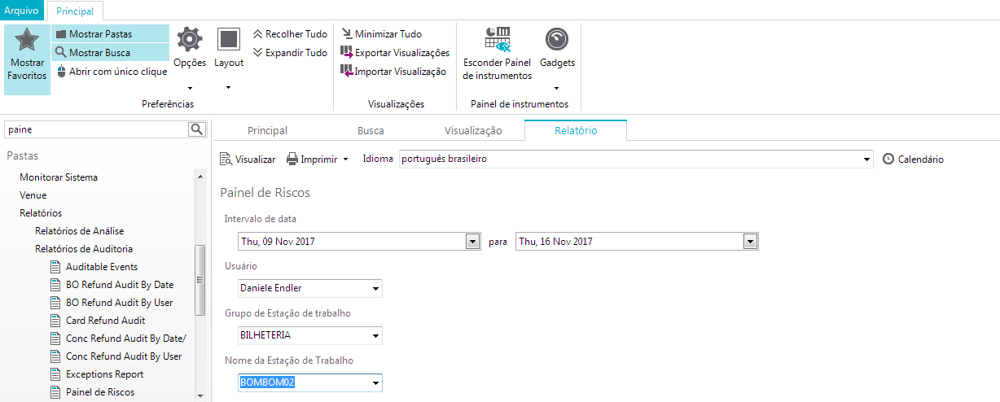 Arquivo
Principal
Mostrar Favoritos
Mostrar Pastas
Mostrar Busca
Abrir com único clique
Opções
Layout
Recolher Tudo
Expandir Tudo
Preferências
Minimizar Tudo
Exportar Visualizações
Importar Visualização
Visualizações
Esconder Painel
de instrumentos
Gadgets
Painel de instrumentos
paine
Pastas
Monitorar Sistema
Venue
Relatórios
Relatórios de Análise
Relatórios de Auditoria
Auditable Events
BO Refund Audit By Date
BO Refund Audit By User
Card Refund Audit
Conc Refund Audit By Date/
Conc Refund Audit By User
Exceptions Report
Painel de Riscos
Principal
Busca
Visualização
Relatório
Visualizar
Imprimir
Idioma
português brasileiro
Calendário
Painel de Riscos
Intervalo de data
Thu, 09 Nov 2017 para Thu, 16 Nov 2017
Usuário
Daniele Endler
Grupo de Estação de trabalho
BILHETERIA
Nome da Estação de Trabalho
BOMBOM02